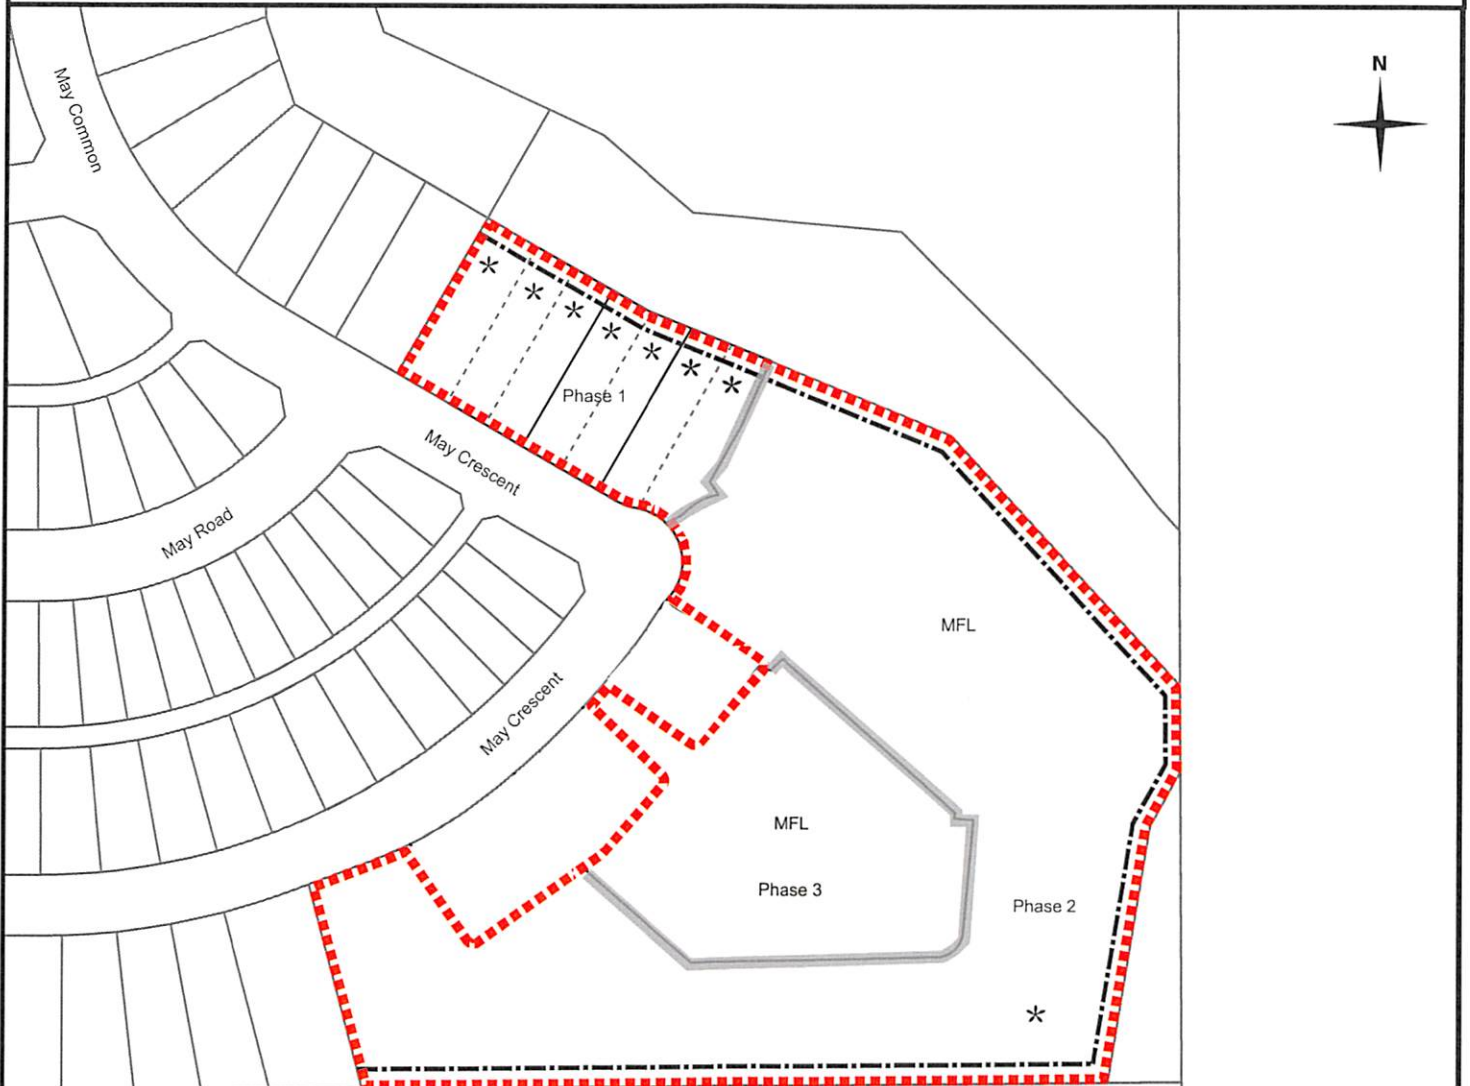 N
May Common
Phase 1
May Crescent
May Road
MFL
May Crescent
MFL
Phase 3
Phase 2